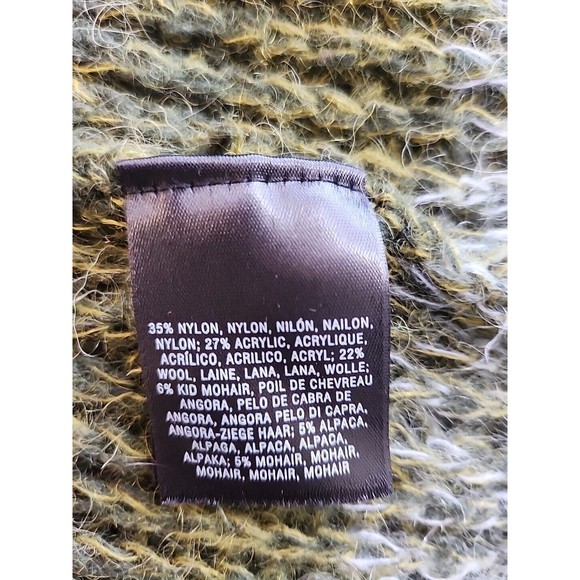 35% NYLON, NYLON, NILÓN, NAILON,
NYLON; 27% ACRYLIC, ACRYLIQUE,
ACRÍLICO, ACRILICO, ACRYL; 22%
WOOL, LAINE, LANA, LANA, WOLLE;
6% KID MOHAIR, POIL DE CHEVREAU
ANGORA, PELO DE CABRA DE
ANGORA, ANGORA PELO DI CAPRA,
ANGORA-ZIEGE HAAR; 5% ALPACA,
ALPAGA, ALPACA, ALPACA,
ALPAKA; 5% MOHAIR, MOHAIR,
MOHAIR, MOHAIR, MOHAIR